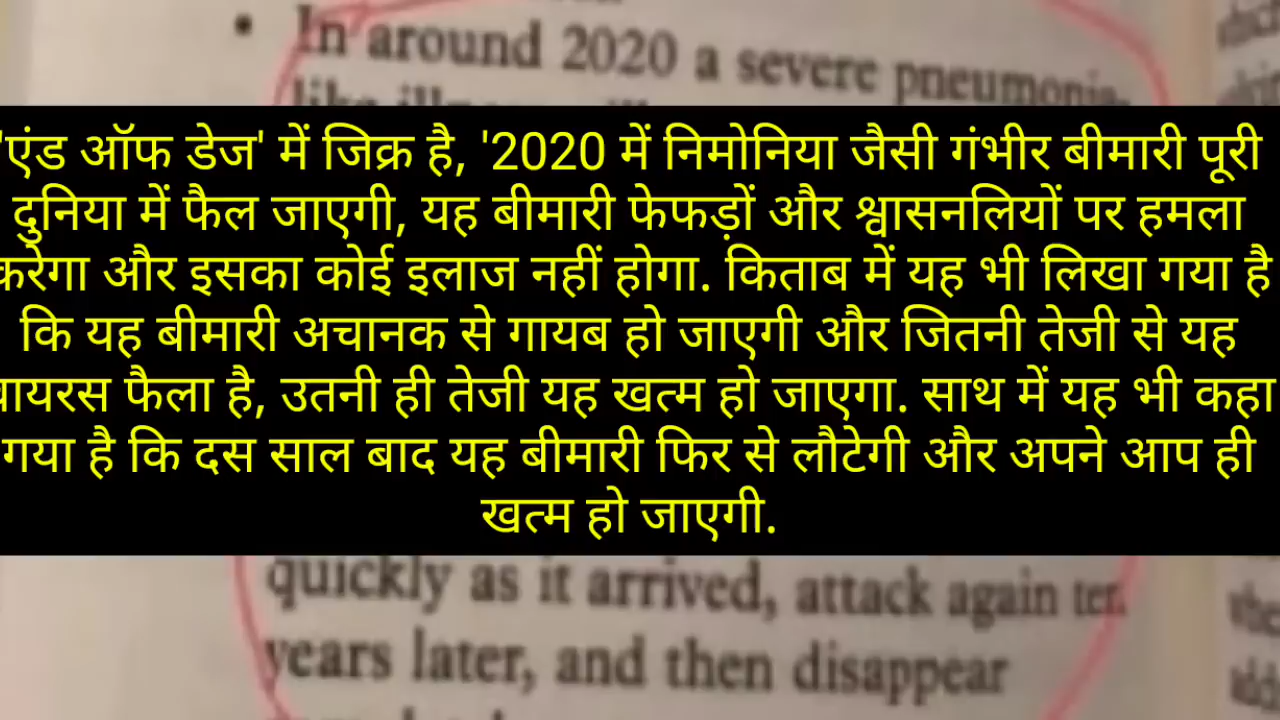 In around 2020 a severe pneumonia-
'एंड ऑफ डेज' में जिक्र है, '2020 में निमोनिया जैसी गंभीर बीमारी पूरी
दुनिया में फैल जाएगी, यह बीमारी फेफड़ों और श्वासनलियों पर हमला
करेगा और इसका कोई इलाज नहीं होगा. किताब में यह भी लिखा गया है
कि यह बीमारी अचानक से गायब हो जाएगी और जितनी तेजी से यह
वायरस फैला है, उतनी ही तेजी यह खत्म हो जाएगा. साथ में यह भी कहा
गया है कि दस साल बाद यह बीमारी फिर से लौटेगी और अपने आप ही
खत्म हो जाएगी.
quickly as it arrived, attack again ten
years later, and then disappear